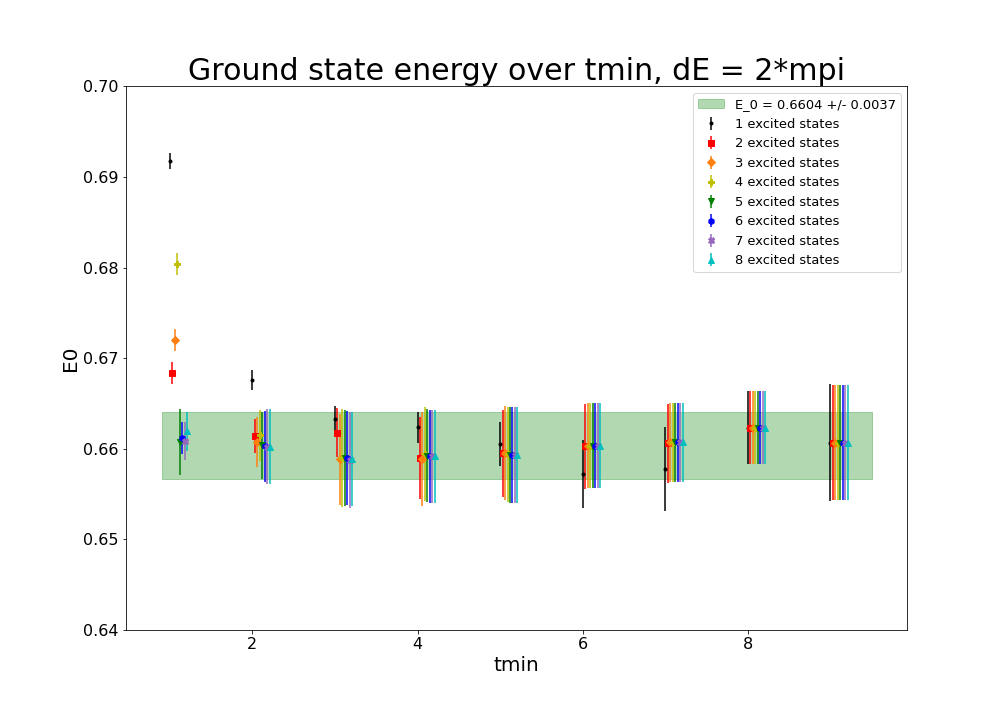 Ground state energy over tmin, dE = 2*mpi
E_0 = 0.6604 +/- 0.0037
1 excited states
2 excited states
3 excited states
4 excited states
5 excited states
6 excited states
7 excited states
8 excited states
0.70
0.69
0.68
0.67
0.66
0.65
0.64
E0
2 4 6 8
tmin